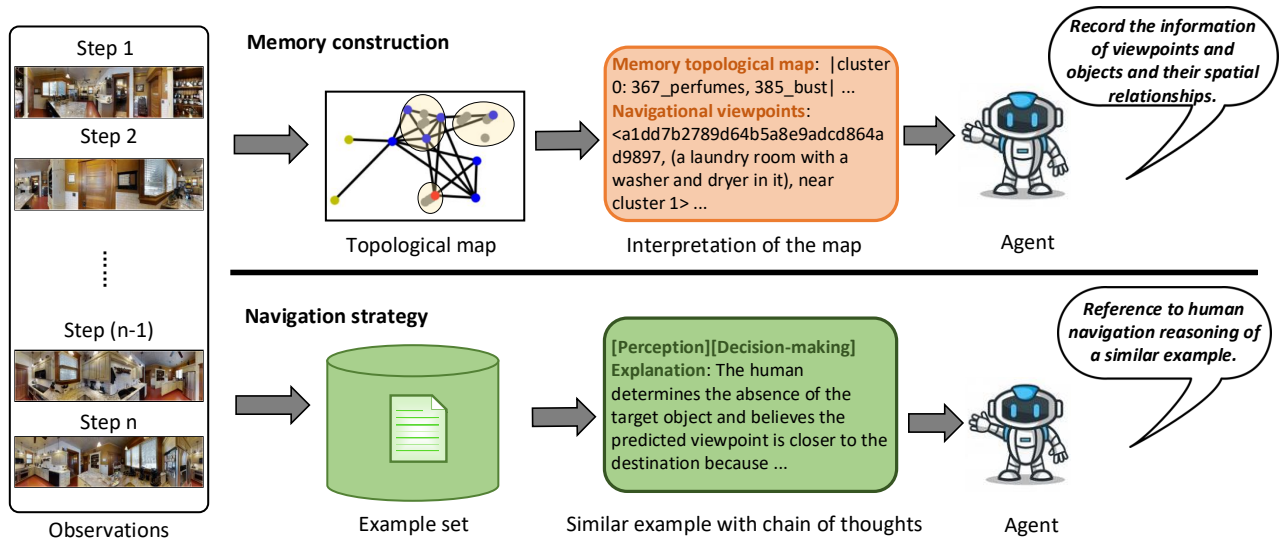 Step 1
Step 2
Step (n-1)
Step n
Observations
Memory construction
Topological map
Memory topological map: |cluster
0: 367_perfumes, 385_bust| ...
Navigational viewpoints:
<a1dd7b2789d64b5a8e9adcd864a
d9897, (a laundry room with a
washer and dryer in it), near
cluster 1> ...
Interpretation of the map
Agent
Record the information
of viewpoints and
objects and their spatial
relationships.
Navigation strategy
Example set
[Perception][Decision-making]
Explanation: The human
determines the absence of the
target object and believes the
predicted viewpoint is closer to the
destination because ...
Similar example with chain of thoughts
Agent
Reference to human
navigation reasoning of
a similar example.